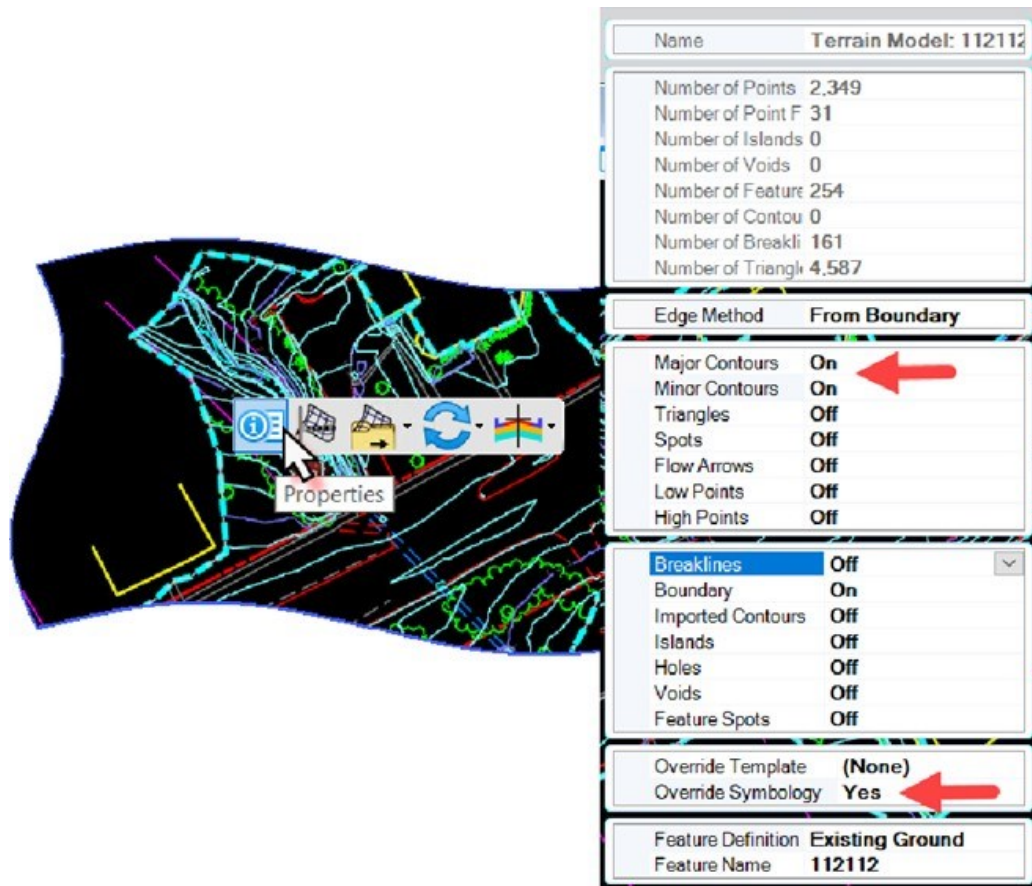 Name Terrain Model: 112112
Number of Points 2,349
Number of Point F 31
Number of Islands 0
Number of Voids 0
Number of Feature 254
Number of Contou 0
Number of Breakli 161
Number of Triangl 4,587
Edge Method From Boundary
Major Contours On
Minor Contours On
Triangles Off
Spots Off
Flow Arrows Off
Low Points Off
High Points Off
Properties
Breaklines Off
Boundary On
Imported Contours Off
Islands Off
Holes Off
Voids Off
Feature Spots Off
Override Template (None)
Override Symbology Yes
Feature Definition Existing Ground
Feature Name 112112